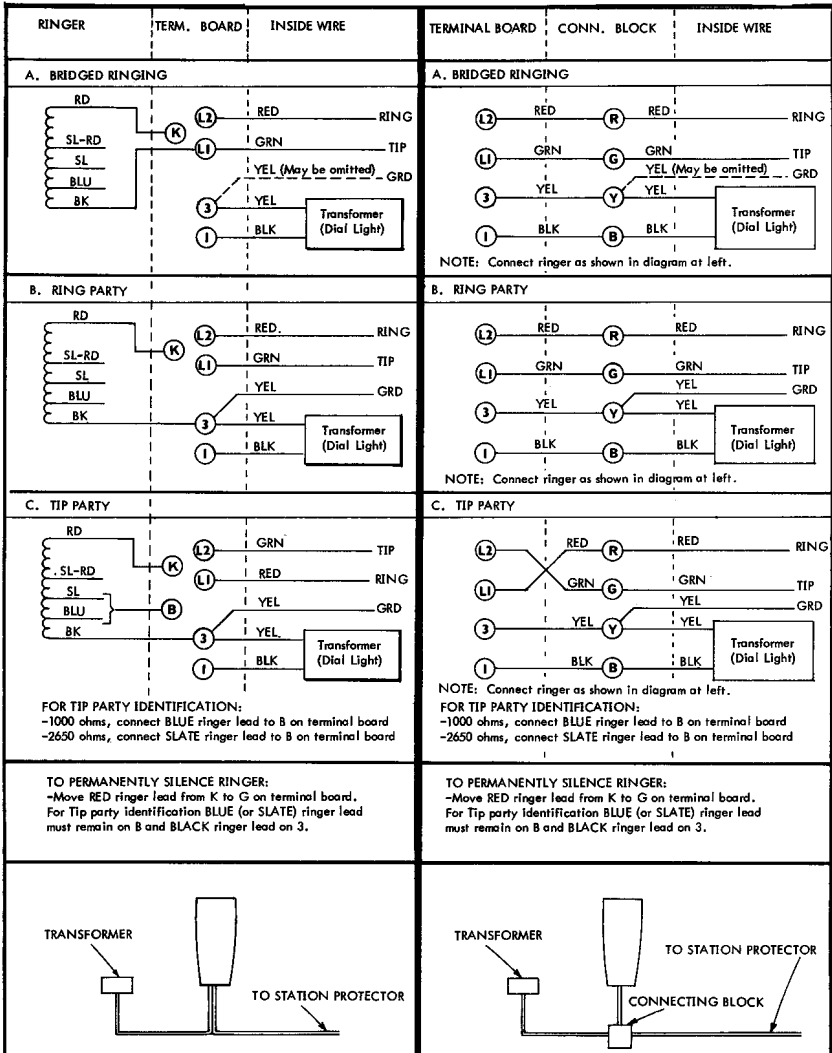 RINGER TERM. BOARD INSIDE WIRE
A. BRIDGED RINGING
RD
K
L2 RED RING
SL-RD
L1 GRN TIP
SL
YEL (May be omitted) GRD
BLU
BK
3 YEL
Transformer
(Dial Light)
1 BLK
B. RING PARTY
RD
L2 RED. RING
K
SL-RD
L1 GRN TIP
SL
YEL GRD
BLU
BK
3 YEL
Transformer
(Dial Light)
1 BLK
C. TIP PARTY
RD
L2 GRN TIP
K
. SL-RD
L1 RED RING
SL
B
BLU
YEL GRD
BK
3 YEL.
Transformer
(Dial Light)
1 BLK
FOR TIP PARTY IDENTIFICATION:
-1000 ohms, connect BLUE ringer lead to B on terminal board
-2650 ohms, connect SLATE ringer lead to B on terminal board
TO PERMANENTLY SILENCE RINGER:
-Move RED ringer lead from K to G on terminal board.
For Tip party identification BLUE (or SLATE) ringer lead
must remain on B and BLACK ringer lead on 3.
TRANSFORMER
TO STATION PROTECTOR
TERMINAL BOARD CONN. BLOCK INSIDE WIRE
A. BRIDGED RINGING
L2 RED R RED RING
L1 GRN G GRN TIP
YEL (May be omitted) GRD
3 YEL Y YEL
Transformer
(Dial Light)
1 BLK B BLK
NOTE: Connect ringer as shown in diagram at left.
B. RING PARTY
L2 RED R RED RING
L1 GRN G GRN TIP
YEL GRD
3 YEL Y YEL
Transformer
(Dial Light)
1 BLK B BLK
NOTE: Connect ringer as shown in diagram at left.
C. TIP PARTY
L2 RED R RED RING
L1 GRN G GRN TIP
YEL GRD
3 YEL Y YEL
Transformer
(Dial Light)
1 BLK B BLK
NOTE: Connect ringer as shown in diagram at left.
FOR TIP PARTY IDENTIFICATION:
-1000 ohms, connect BLUE ringer lead to B on terminal board
-2650 ohms, connect SLATE ringer lead to B on terminal board
TO PERMANENTLY SILENCE RINGER:
-Move RED ringer lead from K to G on terminal board.
For Tip party identification BLUE (or SLATE) ringer lead
must remain on B and BLACK ringer lead on 3.
TRANSFORMER
TO STATION PROTECTOR
CONNECTING BLOCK